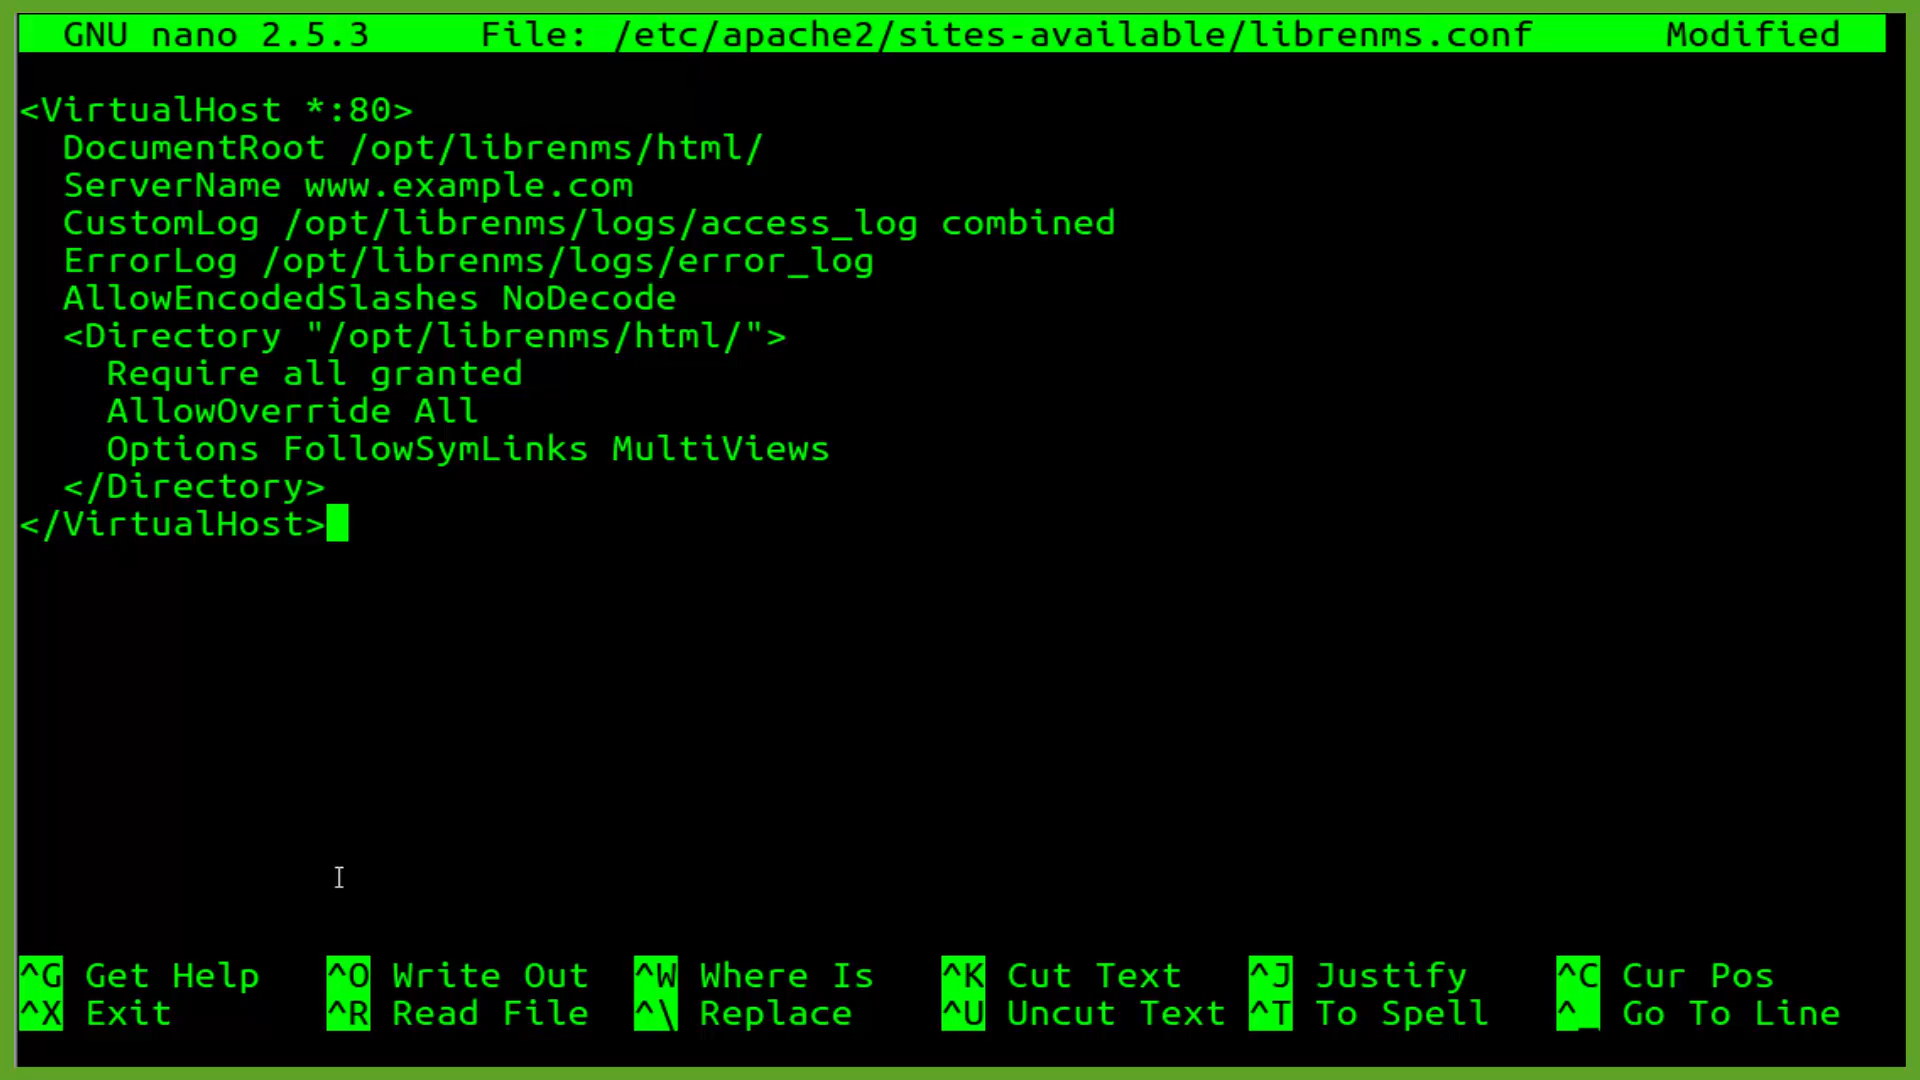 GNU nano 2.5.3 File: /etc/apache2/sites-available/librenms.conf Modified
<VirtualHost *:80>
DocumentRoot /opt/librenms/html/
ServerName www.example.com
CustomLog /opt/librenms/logs/access_log combined
ErrorLog /opt/librenms/logs/error_log
AllowEncodedSlashes NoDecode
<Directory "/opt/librenms/html/">
Require all granted
AllowOverride All
Options FollowSymLinks MultiViews
</Directory>
</VirtualHost>
^G Get Help ^O Write Out ^W Where Is ^K Cut Text ^J Justify ^C Cur Pos
^X Exit ^R Read File ^\ Replace ^U Uncut Text ^T To Spell ^_ Go To Line